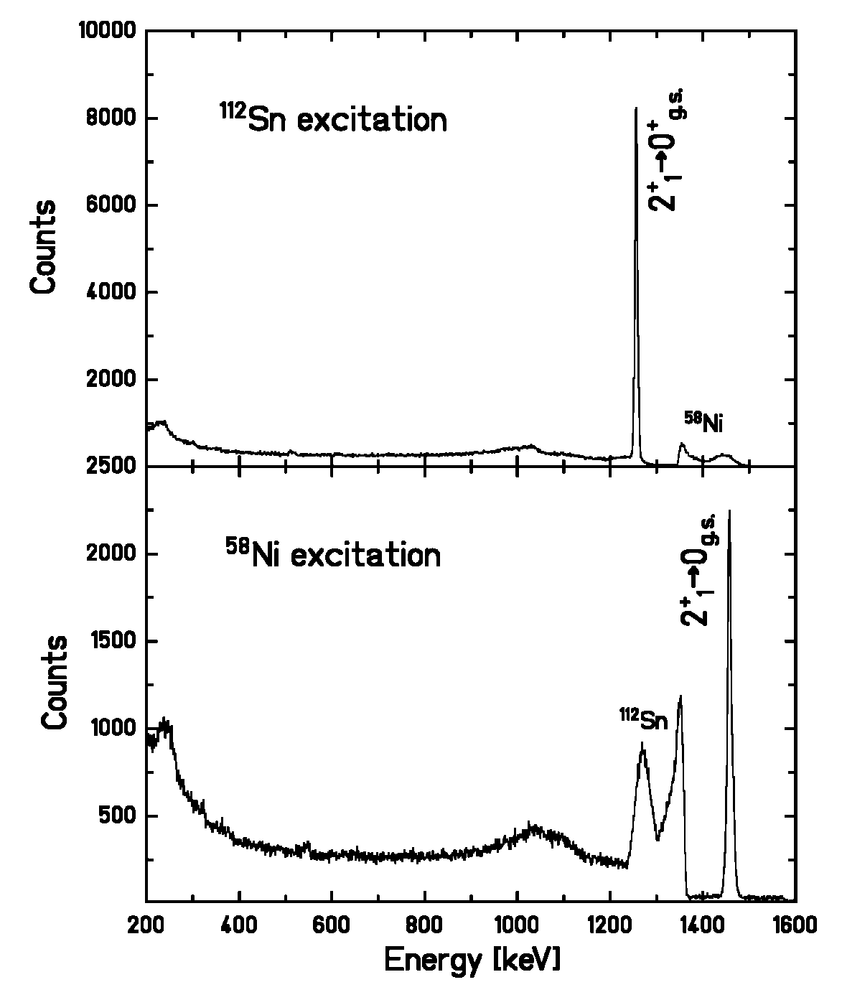 10000
¹¹²Sn excitation
8000
2⁺₁→0⁺g.s.
6000
Counts
4000
2000
⁵⁸Ni
2500
⁵⁸Ni excitation
2000
2⁺₁→0g.s.
1500
Counts
¹¹²Sn
1000
500
200 400 600 800 1000 1200 1400 1600
Energy [keV]